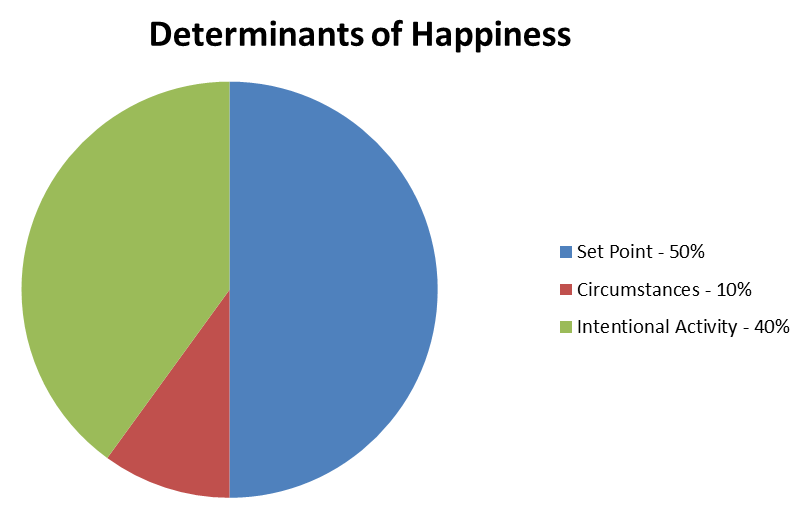 Determinants of Happiness
Set Point - 50%
Circumstances - 10%
Intentional Activity - 40%